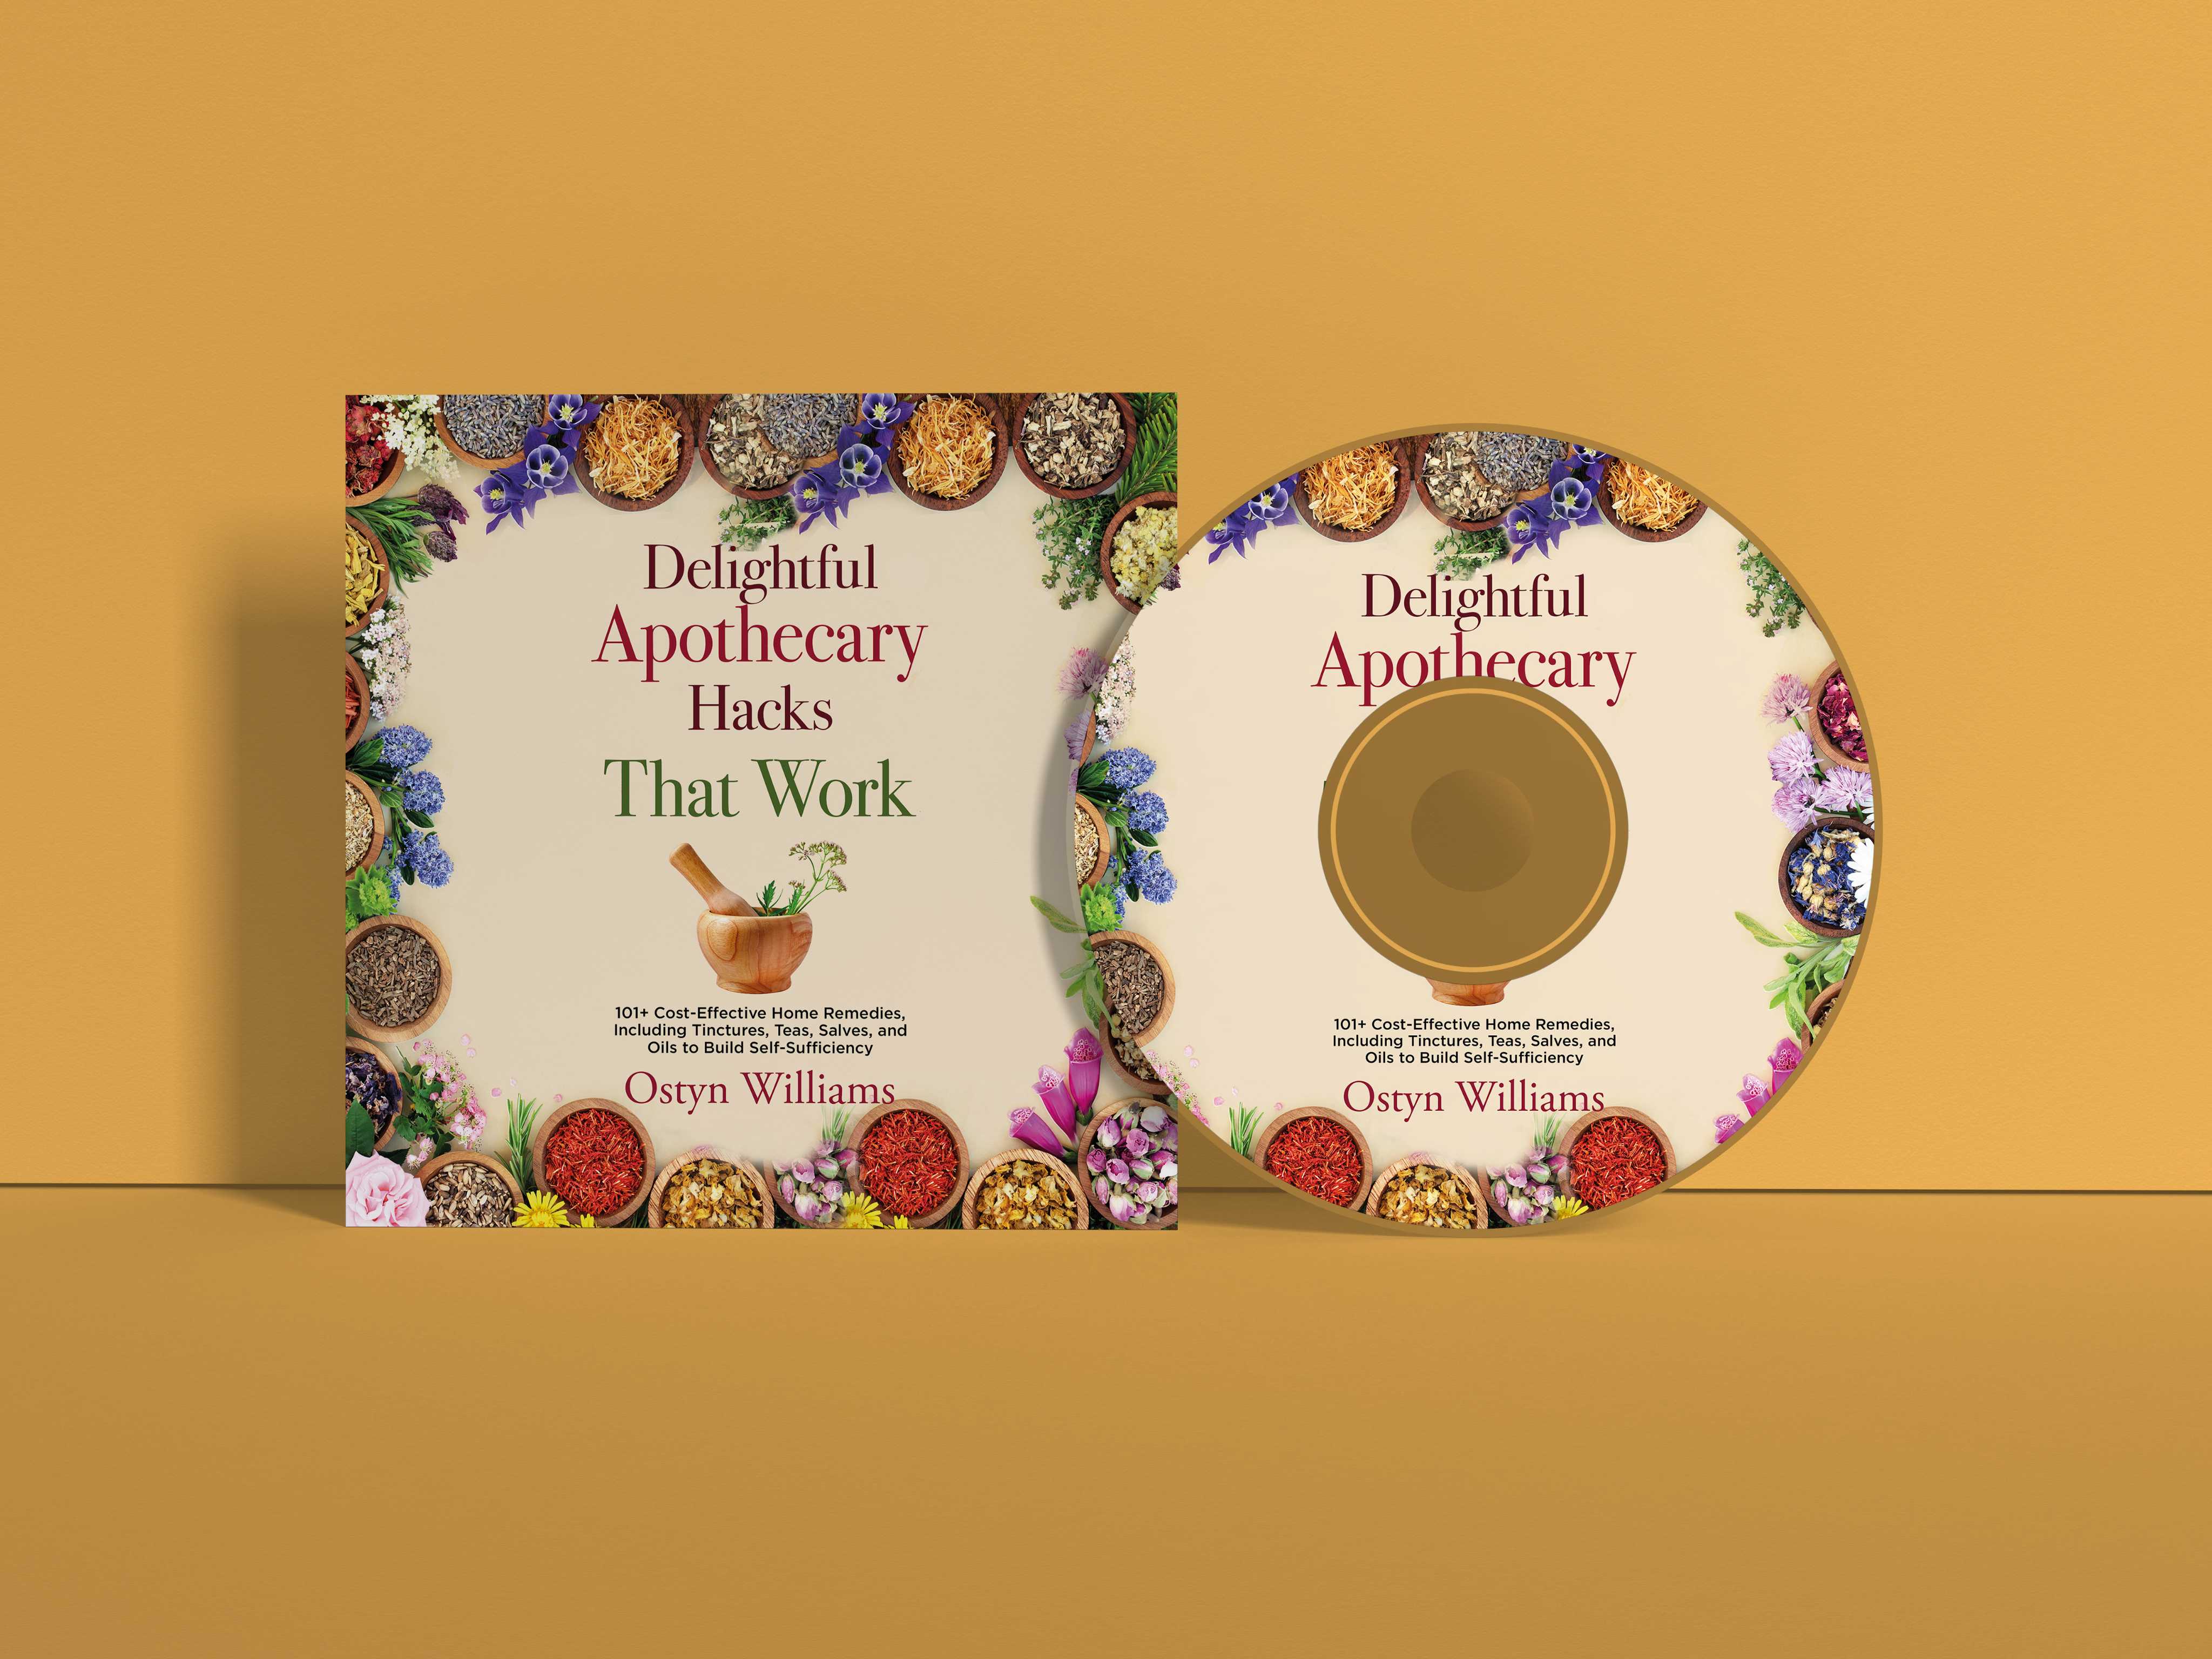 Delightful
Apothecary
Hacks
That Work
101+ Cost-Effective Home Remedies,
Including Tinctures, Teas, Salves, and
Oils to Build Self-Sufficiency
Ostyn Williams
Delightful
Apothecary
101+ Cost-Effective Home Remedies,
Including Tinctures, Teas, Salves, and
Oils to Build Self-Sufficiency
Ostyn Williams